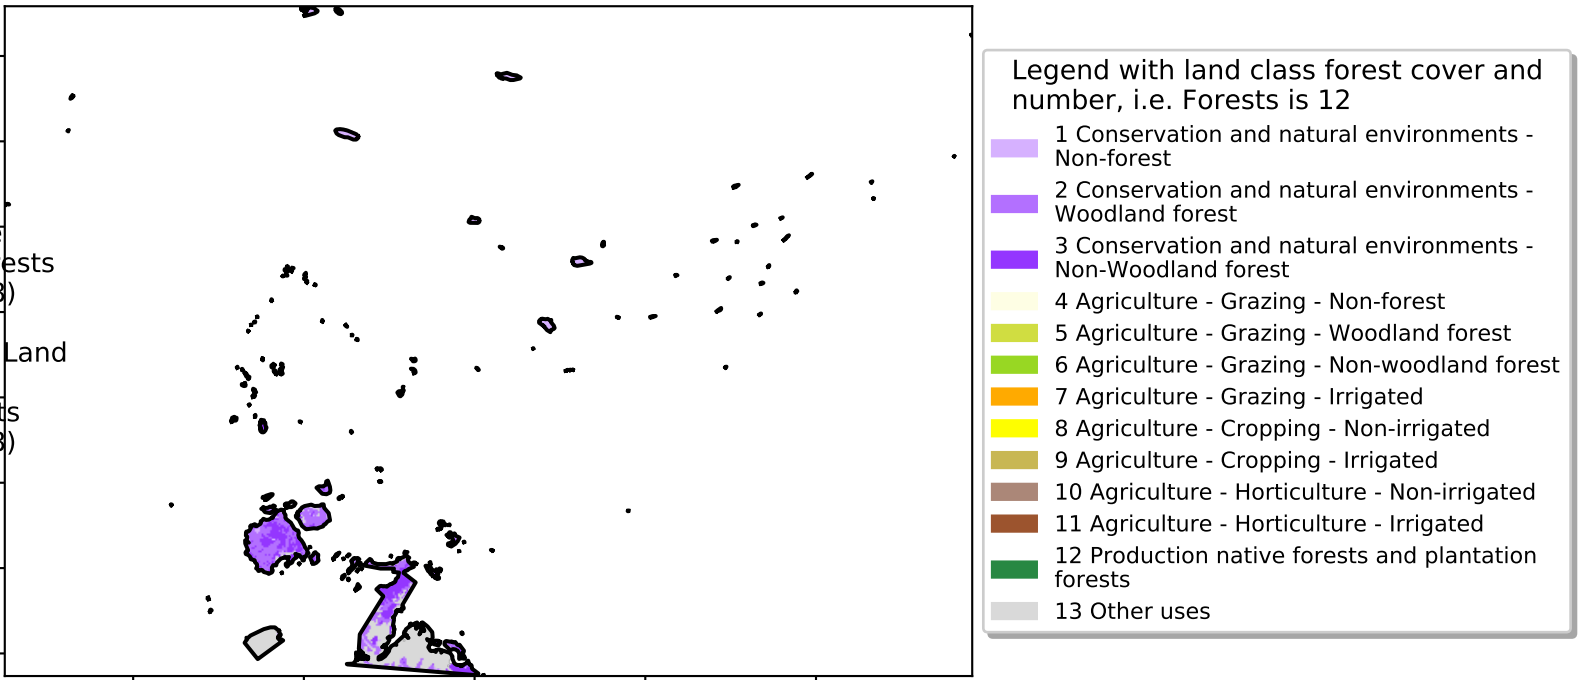 ests
3)
Land
ts
3)
Legend with land class forest cover and
number, i.e. Forests is 12
1 Conservation and natural environments -
Non-forest
2 Conservation and natural environments -
Woodland forest
3 Conservation and natural environments -
Non-Woodland forest
4 Agriculture - Grazing - Non-forest
5 Agriculture - Grazing - Woodland forest
6 Agriculture - Grazing - Non-woodland forest
7 Agriculture - Grazing - Irrigated
8 Agriculture - Cropping - Non-irrigated
9 Agriculture - Cropping - Irrigated
10 Agriculture - Horticulture - Non-irrigated
11 Agriculture - Horticulture - Irrigated
12 Production native forests and plantation
forests
13 Other uses